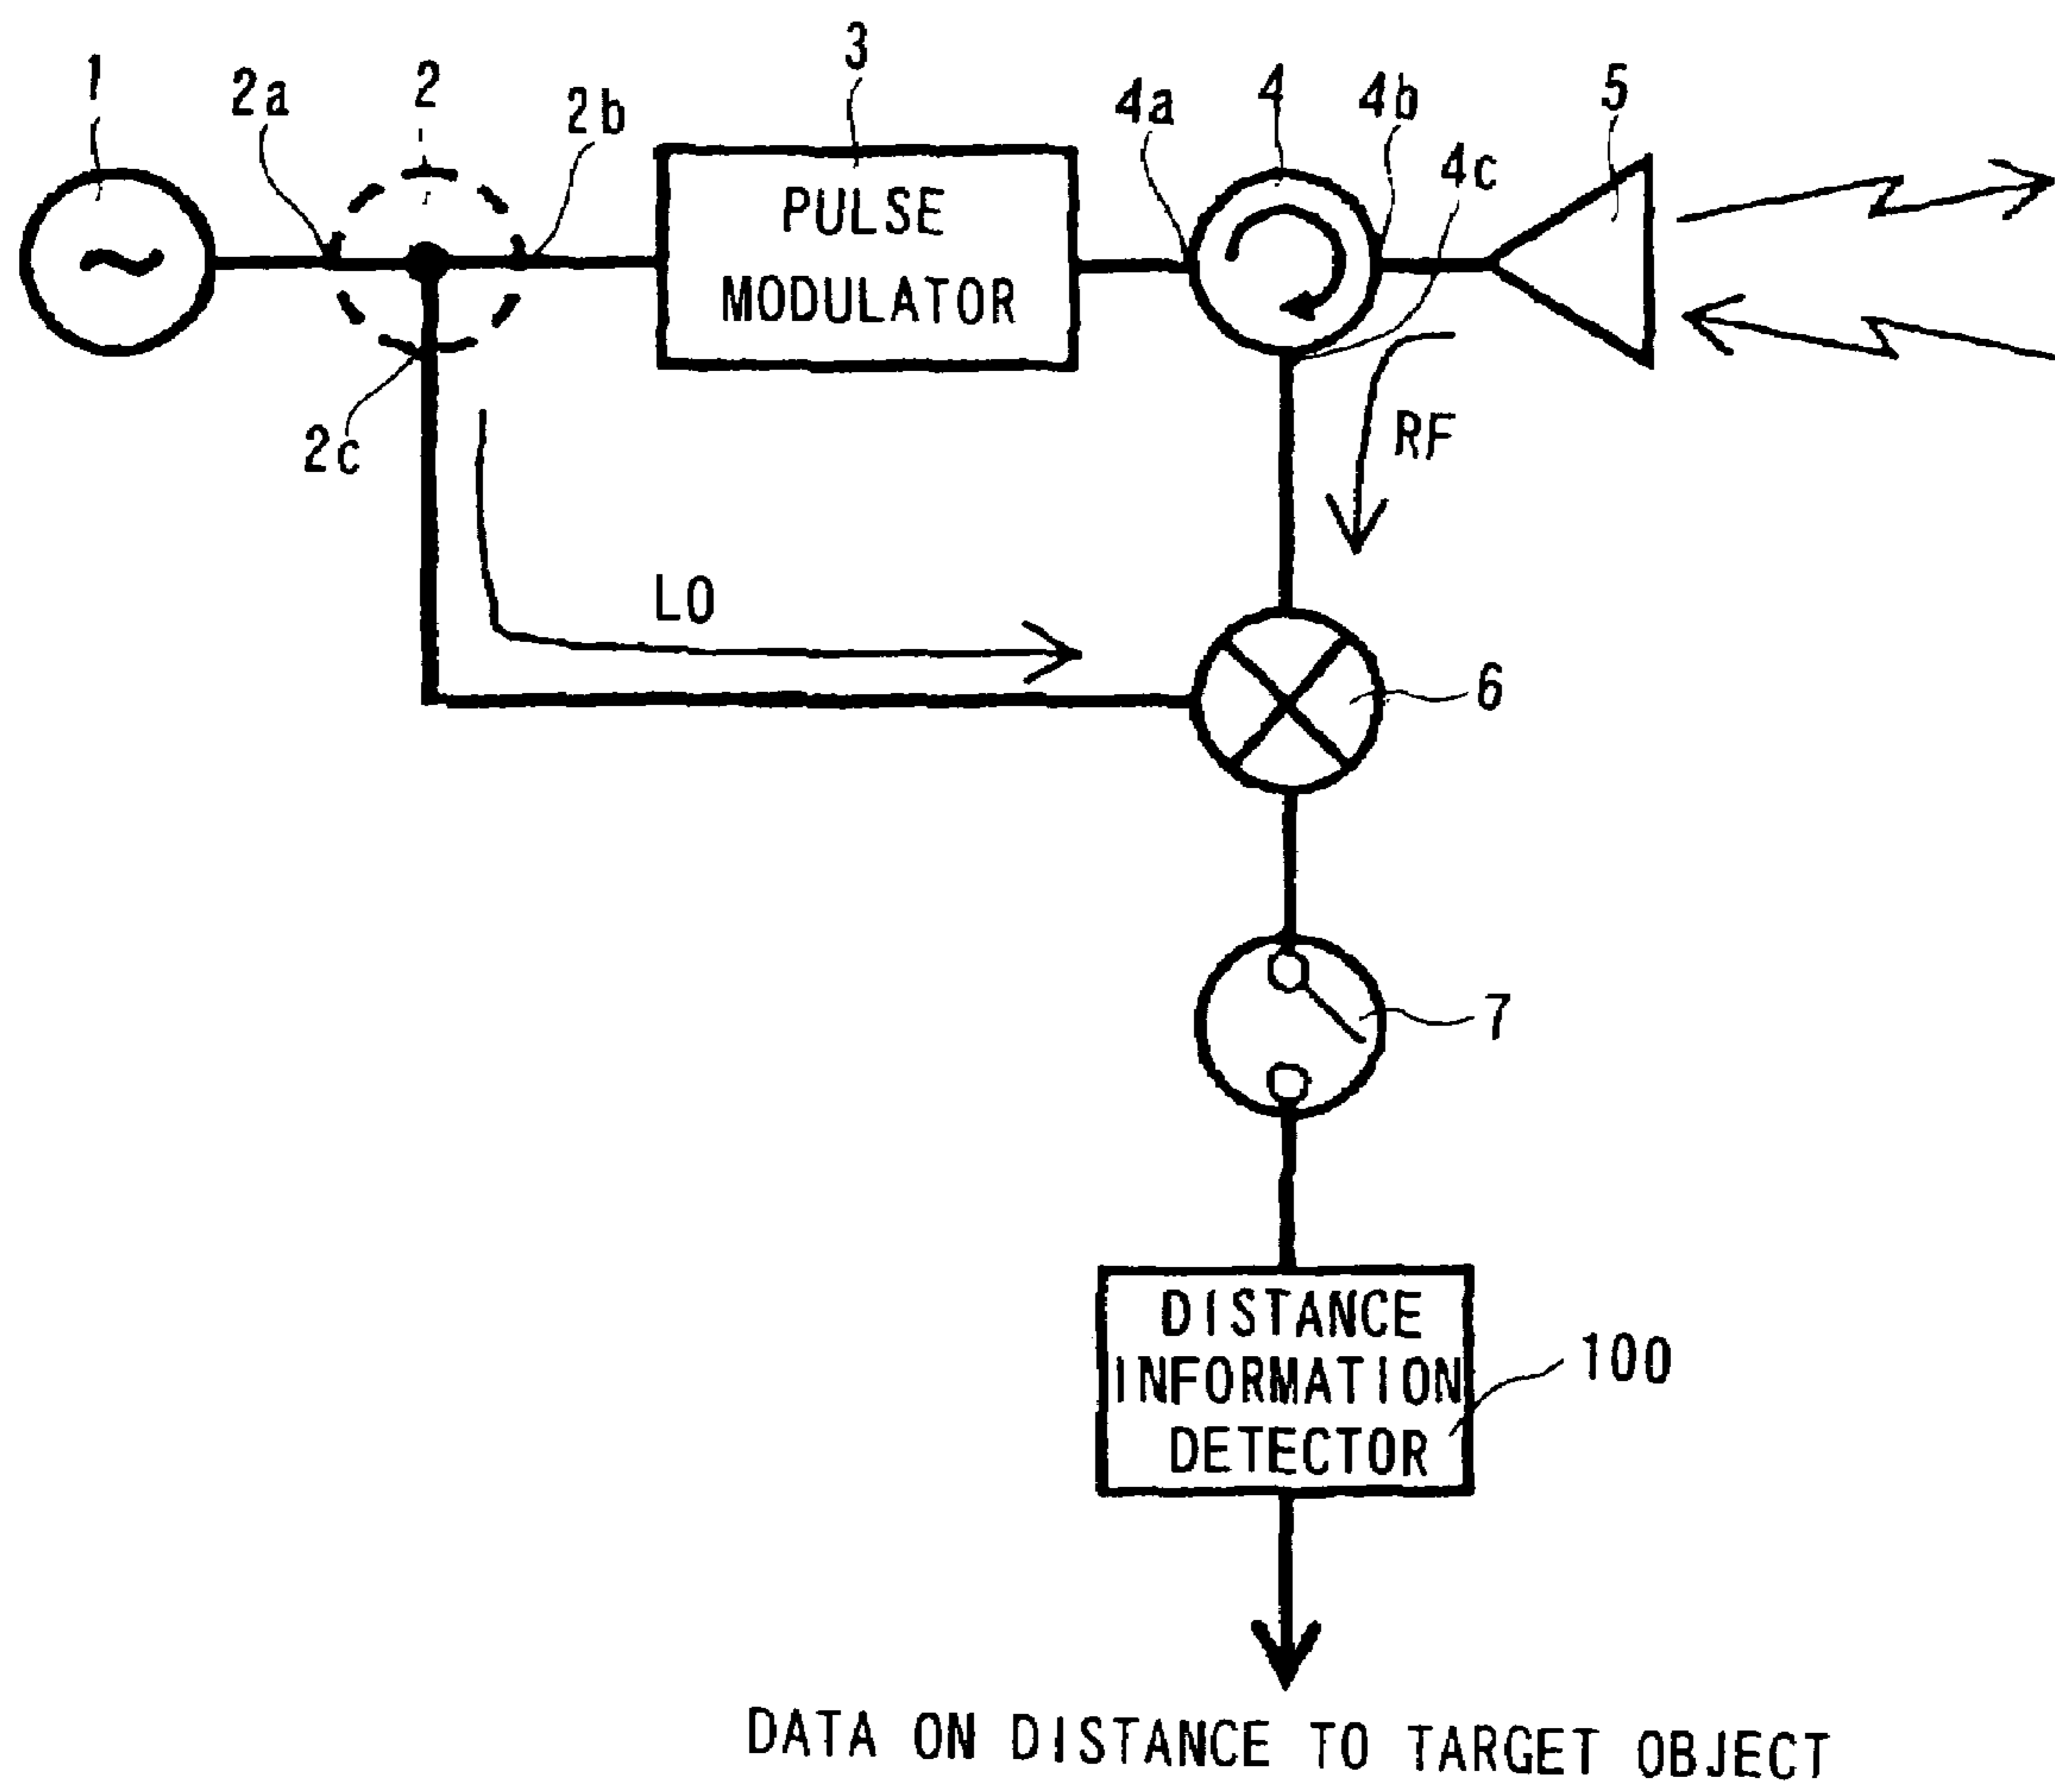 1
2a
2
2b
3
4a
4
4b
4c
5
PULSE
MODULATOR
2c
RF
LO
6
7
DISTANCE
INFORMATION
DETECTOR
100
DATA ON DISTANCE TO TARGET OBJECT